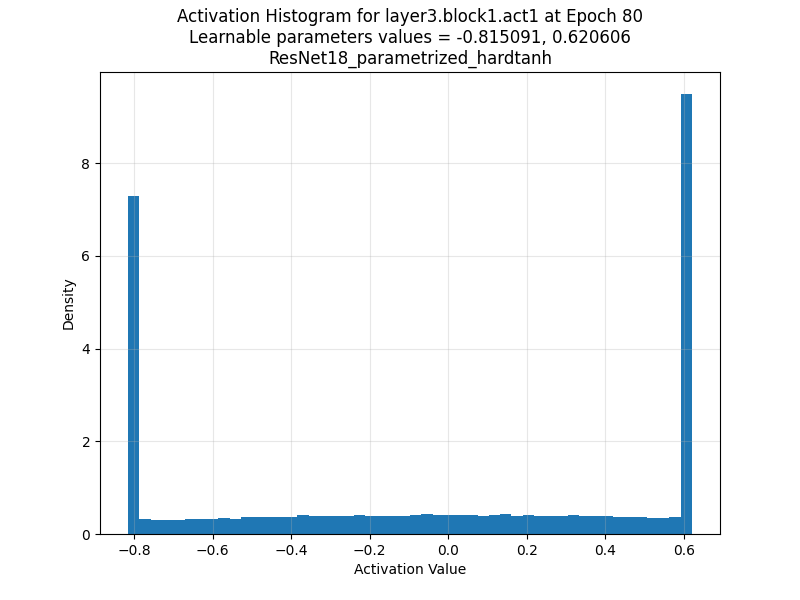 Activation Histogram for layer3.block1.act1 at Epoch 80
Learnable parameters values = -0.815091, 0.620606
ResNet18_parametrized_hardtanh
Density
8
6
4
2
0
−0.8 −0.6 −0.4 −0.2 0.0 0.2 0.4 0.6
Activation Value